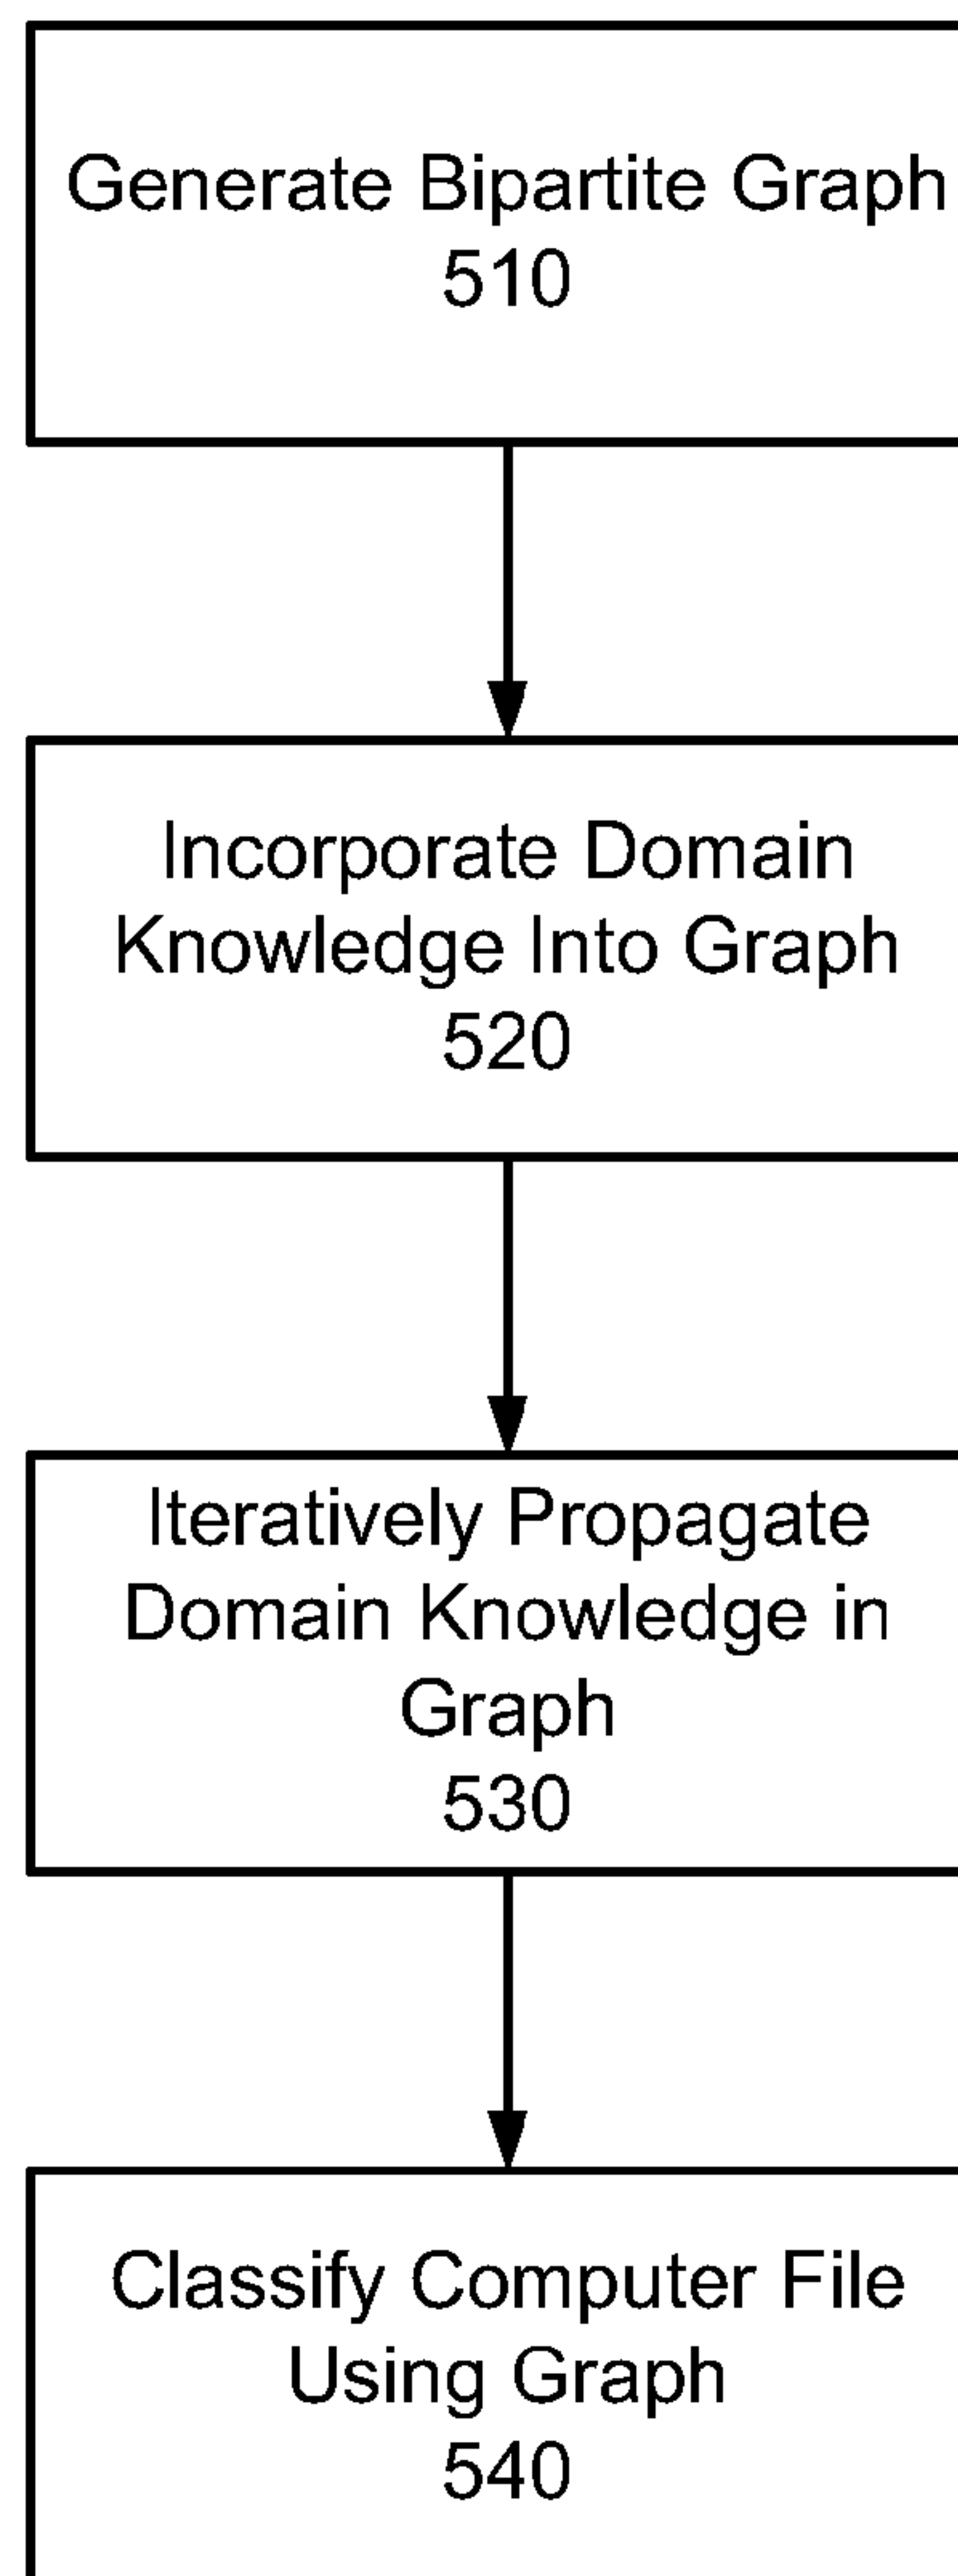 Generate Bipartite Graph
510
Incorporate Domain
Knowledge Into Graph
520
Iteratively Propagate
Domain Knowledge in
Graph
530
Classify Computer File
Using Graph
540